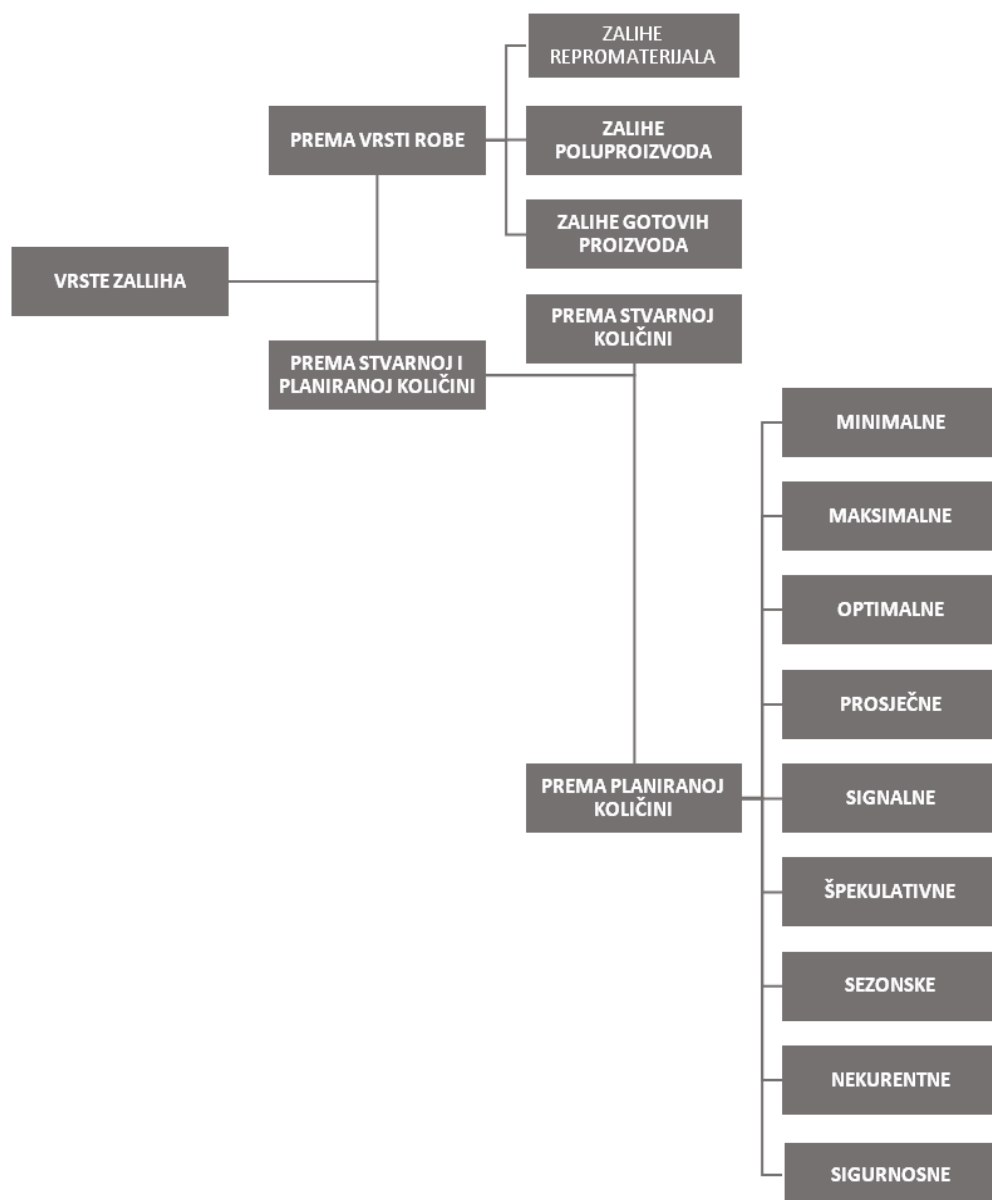 ZALIHE
REPROMATERIJALA
PREMA VRSTI ROBE
ZALIHE
POLUPROIZVODA
ZALIHE GOTOVIH
PROIZVODA
VRSTE ZALLIHA
PREMA STVARNOJ
KOLIČINI
PREMA STVARNOJ I
PLANIRANOJ KOLIČINI
MINIMALNE
MAKSIMALNE
OPTIMALNE
PROSJEČNE
PREMA PLANIRANOJ
KOLIČINI
SIGNALNE
ŠPEKULATIVNE
SEZONSKE
NEKURENTNE
SIGURNOSNE